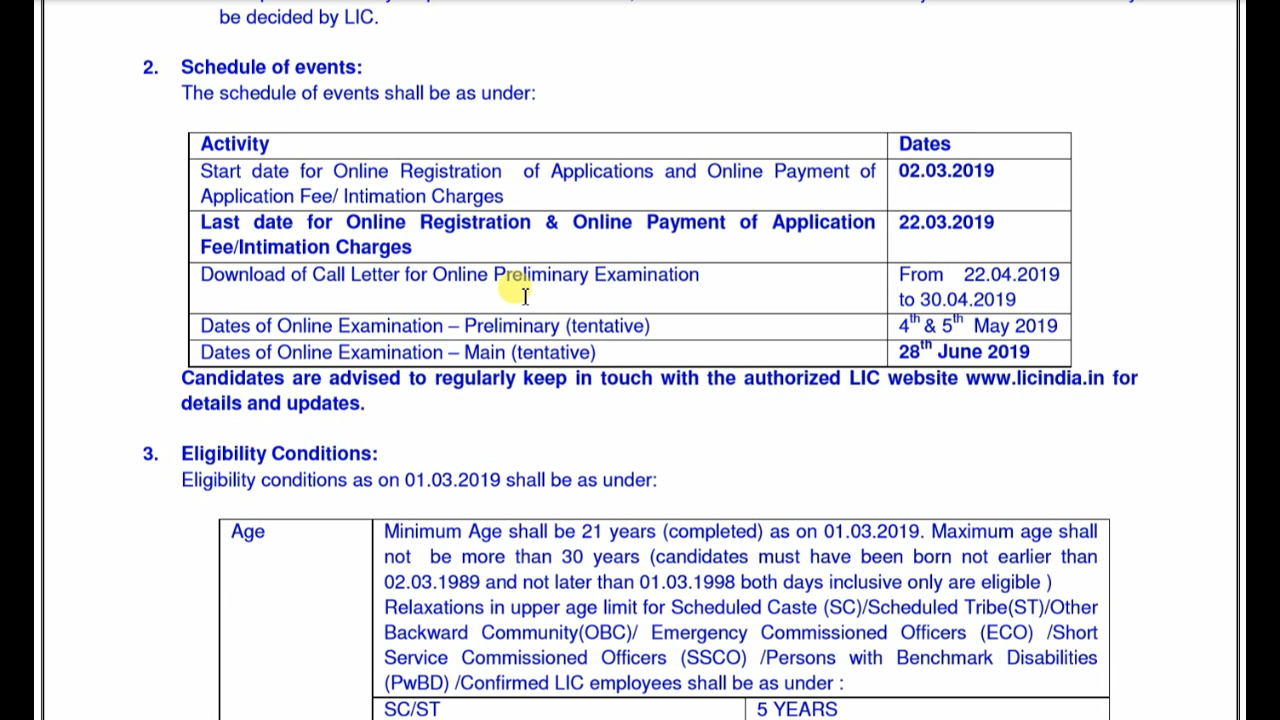 be decided by LIC.
2. Schedule of events:
The schedule of events shall be as under:
Activity Dates
Start date for Online Registration of Applications and Online Payment of 02.03.2019
Application Fee/ Intimation Charges
Last date for Online Registration & Online Payment of Application 22.03.2019
Fee/Intimation Charges
Download of Call Letter for Online Preliminary Examination From 22.04.2019
to 30.04.2019
Dates of Online Examination – Preliminary (tentative) 4th & 5th May 2019
Dates of Online Examination – Main (tentative) 28th June 2019
Candidates are advised to regularly keep in touch with the authorized LIC website www.licindia.in for
details and updates.
3. Eligibility Conditions:
Eligibility conditions as on 01.03.2019 shall be as under:
Age Minimum Age shall be 21 years (completed) as on 01.03.2019. Maximum age shall
not be more than 30 years (candidates must have been born not earlier than
02.03.1989 and not later than 01.03.1998 both days inclusive only are eligible )
Relaxations in upper age limit for Scheduled Caste (SC)/Scheduled Tribe(ST)/Other
Backward Community(OBC)/ Emergency Commissioned Officers (ECO) /Short
Service Commissioned Officers (SSCO) /Persons with Benchmark Disabilities
(PwBD) /Confirmed LIC employees shall be as under :
SC/ST 5 YEARS